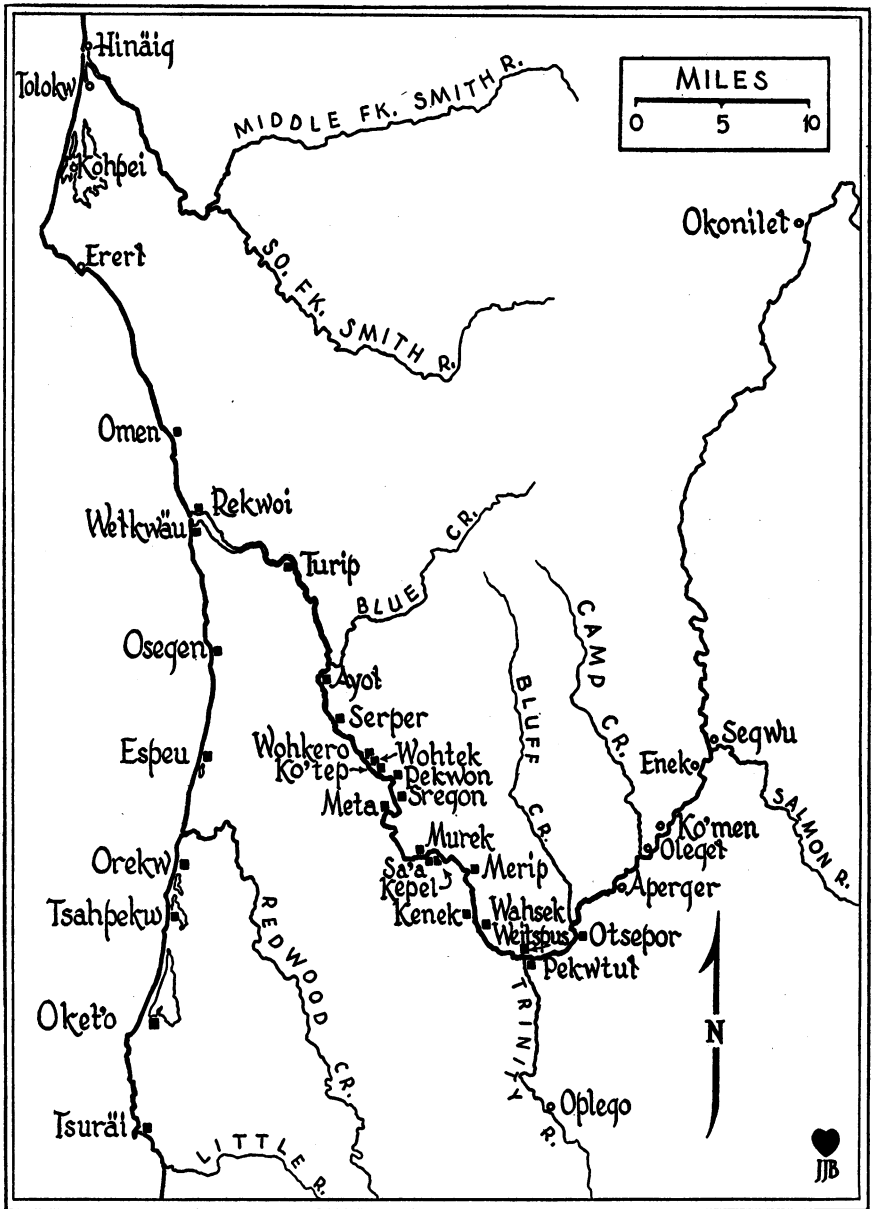 Hinäig
Tolokw
MILES
0 5 10
MIDDLE FK. SMITH R.
Kohpei
Okonilet
Erert
SO. FK. SMITH R.
Omen
Rekwoi
Wetkwäu
Turip
BLUE CR.
CAMP CR.
BLUFF CR.
Osegen
Ayot
Serper
Segwu
Espeu
Wohkero
Wohtek
Ko'tep
Pekwon
Enek
Sregon
Meta
SALMON R.
Ko'men
Murek
Oleget
Orekw
Sa'a
Kepel
Merip
Aperger
REDWOOD CR.
Tsahpekw
Kenek
Wahsek
Weitspus
Otsepor
Pekwtut
TRINITY R.
Oket'o
N
Oplego
Tsuräi
LITTLE R.
JJB